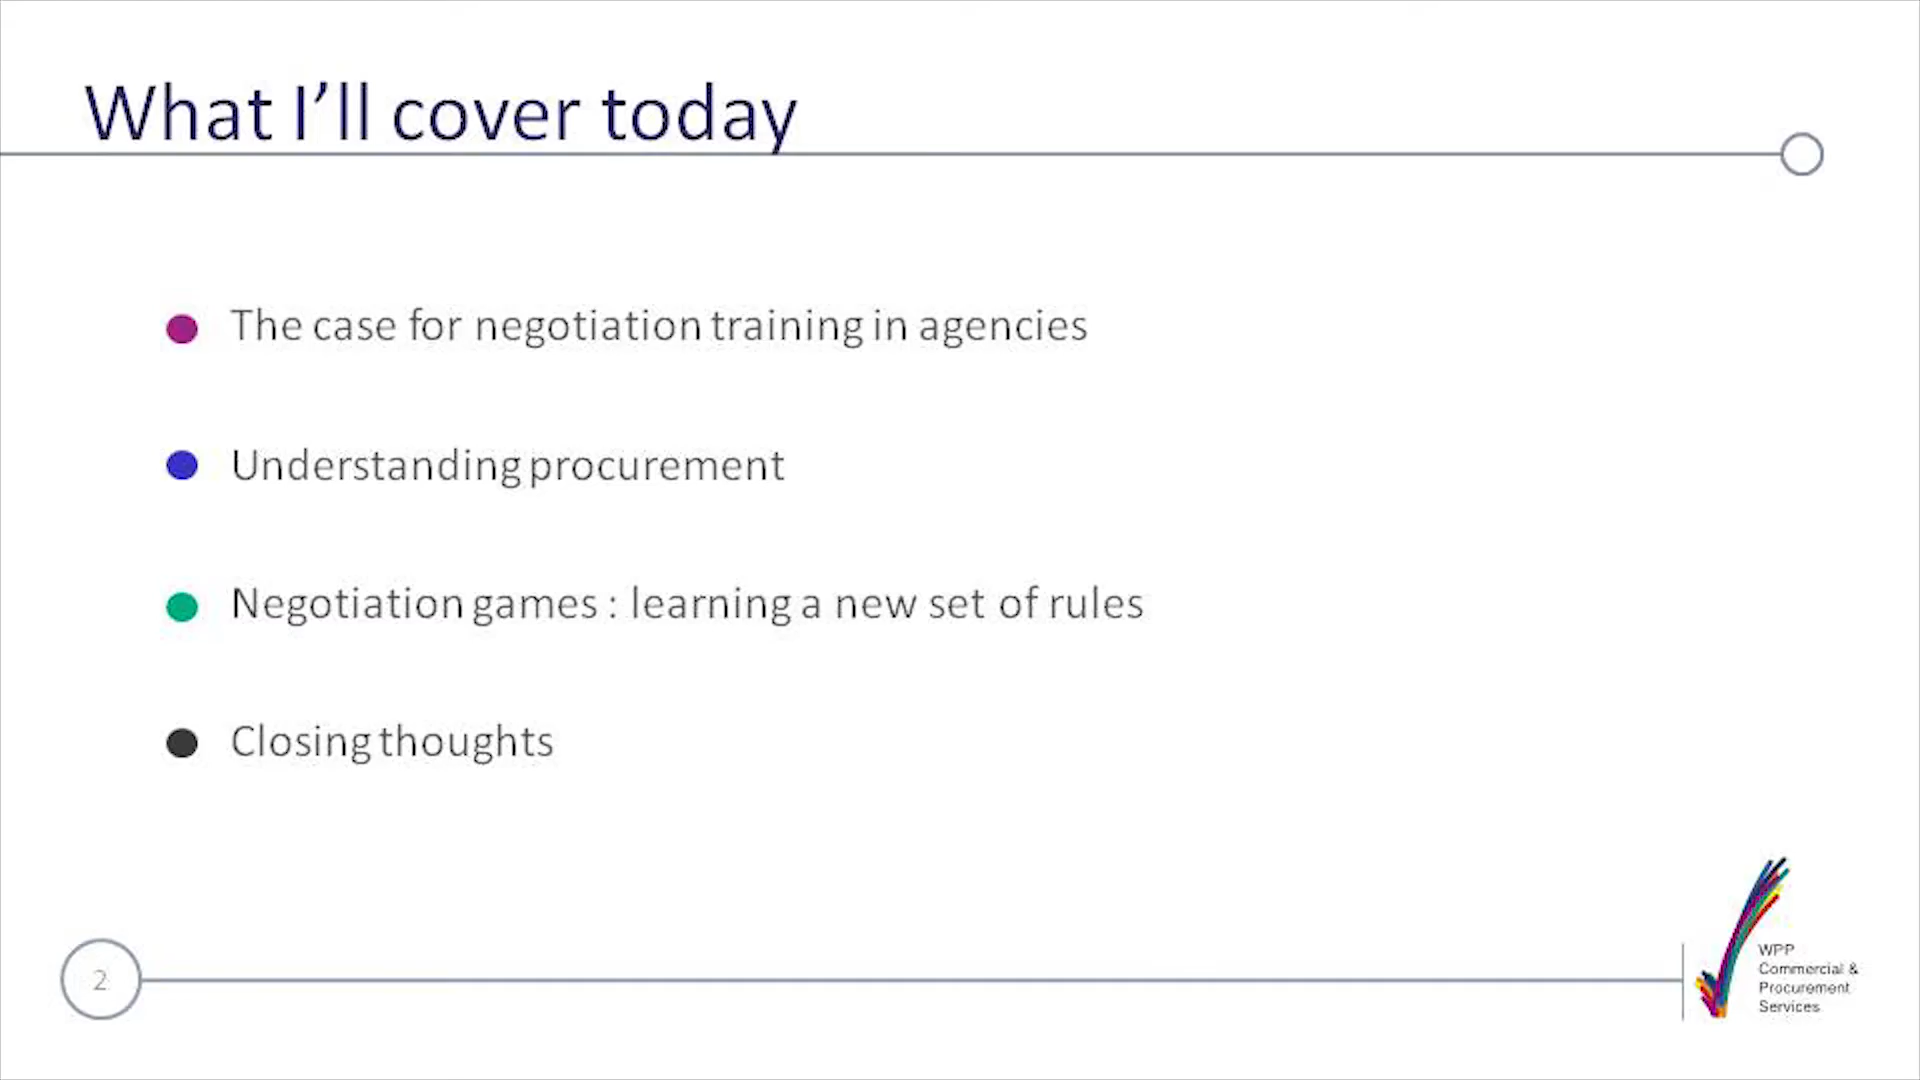 What I’ll cover today
The case for negotiation training in agencies
Understanding procurement
Negotiation games : learning a new set of rules
Closing thoughts
2
WPP
Commercial &
Procurement
Services